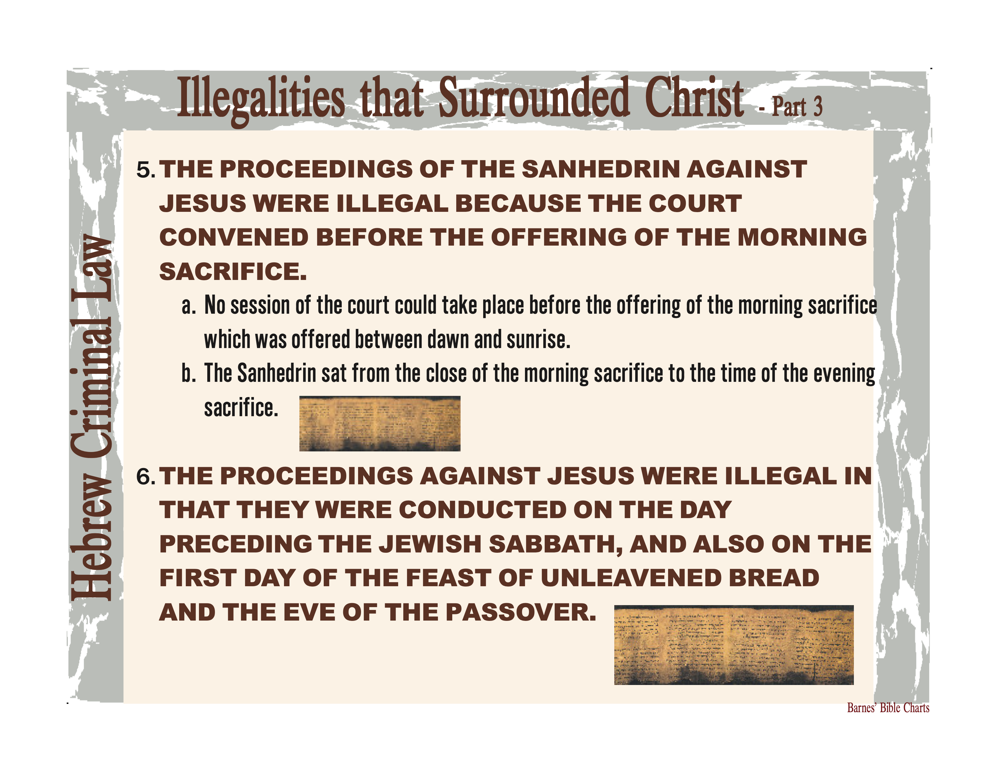 Illegalities that Surrounded Christ - Part 3
Hebrew Criminal Law
5. THE PROCEEDINGS OF THE SANHEDRIN AGAINST
JESUS WERE ILLEGAL BECAUSE THE COURT
CONVENED BEFORE THE OFFERING OF THE MORNING
SACRIFICE.
a. No session of the court could take place before the offering of the morning sacrifice
which was offered between dawn and sunrise.
b. The Sanhedrin sat from the close of the morning sacrifice to the time of the evening
sacrifice.
6. THE PROCEEDINGS AGAINST JESUS WERE ILLEGAL IN
THAT THEY WERE CONDUCTED ON THE DAY
PRECEDING THE JEWISH SABBATH, AND ALSO ON THE
FIRST DAY OF THE FEAST OF UNLEAVENED BREAD
AND THE EVE OF THE PASSOVER.
Barnes' Bible Charts